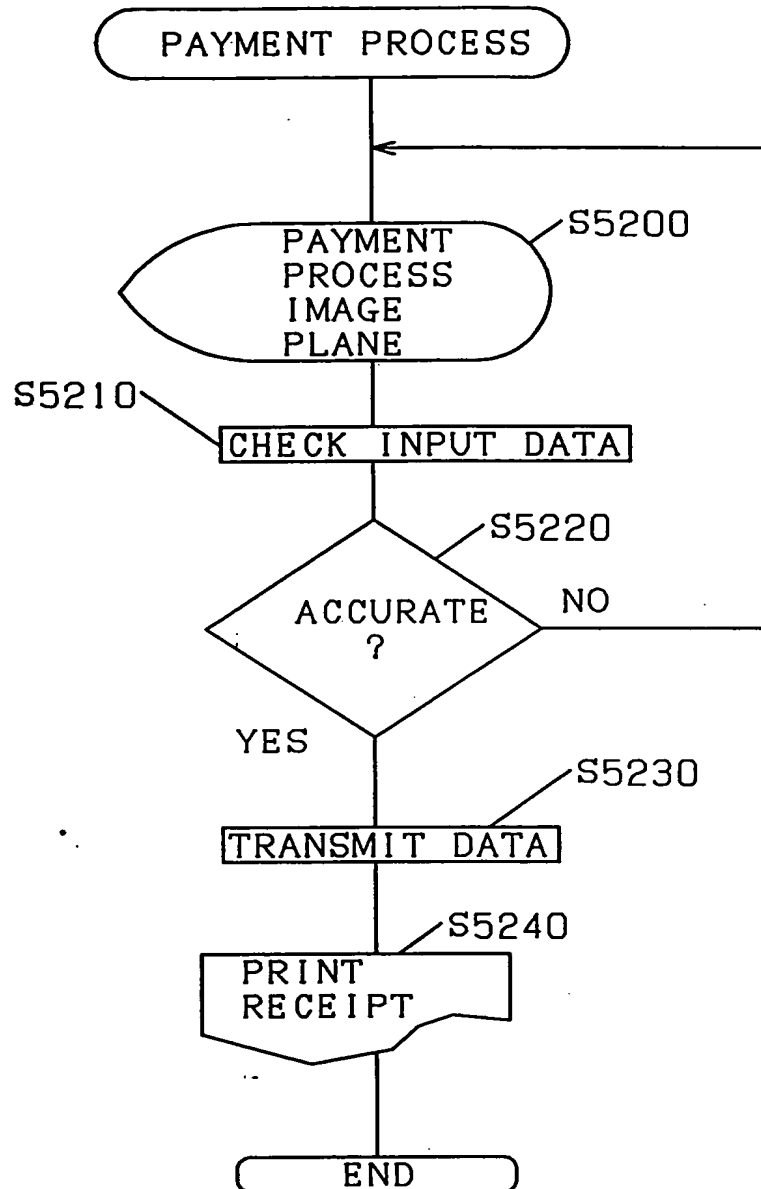 PAYMENT PROCESS
S5200
PAYMENT
PROCESS
IMAGE
PLANE
S5210
CHECK INPUT DATA
S5220
ACCURATE
?
NO
YES
S5230
TRANSMIT DATA
S5240
PRINT
RECEIPT
END